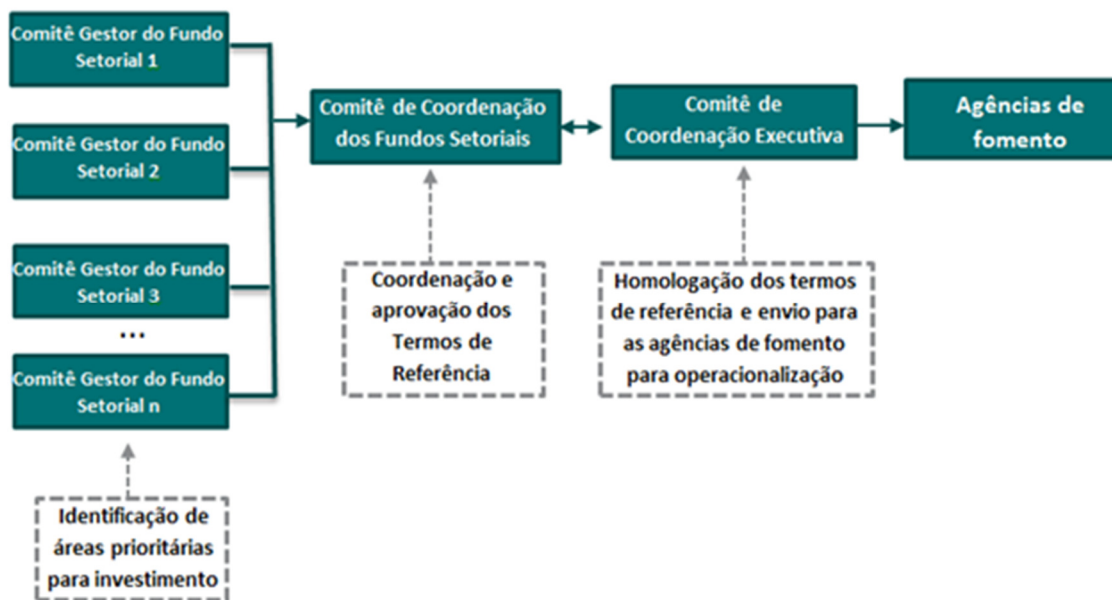 Comitê Gestor do Fundo
Setorial 1
Comitê Gestor do Fundo
Setorial 2
Comitê Gestor do Fundo
Setorial 3
...
Comitê Gestor do Fundo
Setorial n
Identificação de
áreas prioritárias
para investimento
Comitê de Coordenação
dos Fundos Setoriais
Coordenação e
aprovação dos
Termos de
Referência
Comitê de
Coordenação Executiva
Homologação dos termos
de referência e envio para
as agências de fomento
para operacionalização
Agências de
fomento